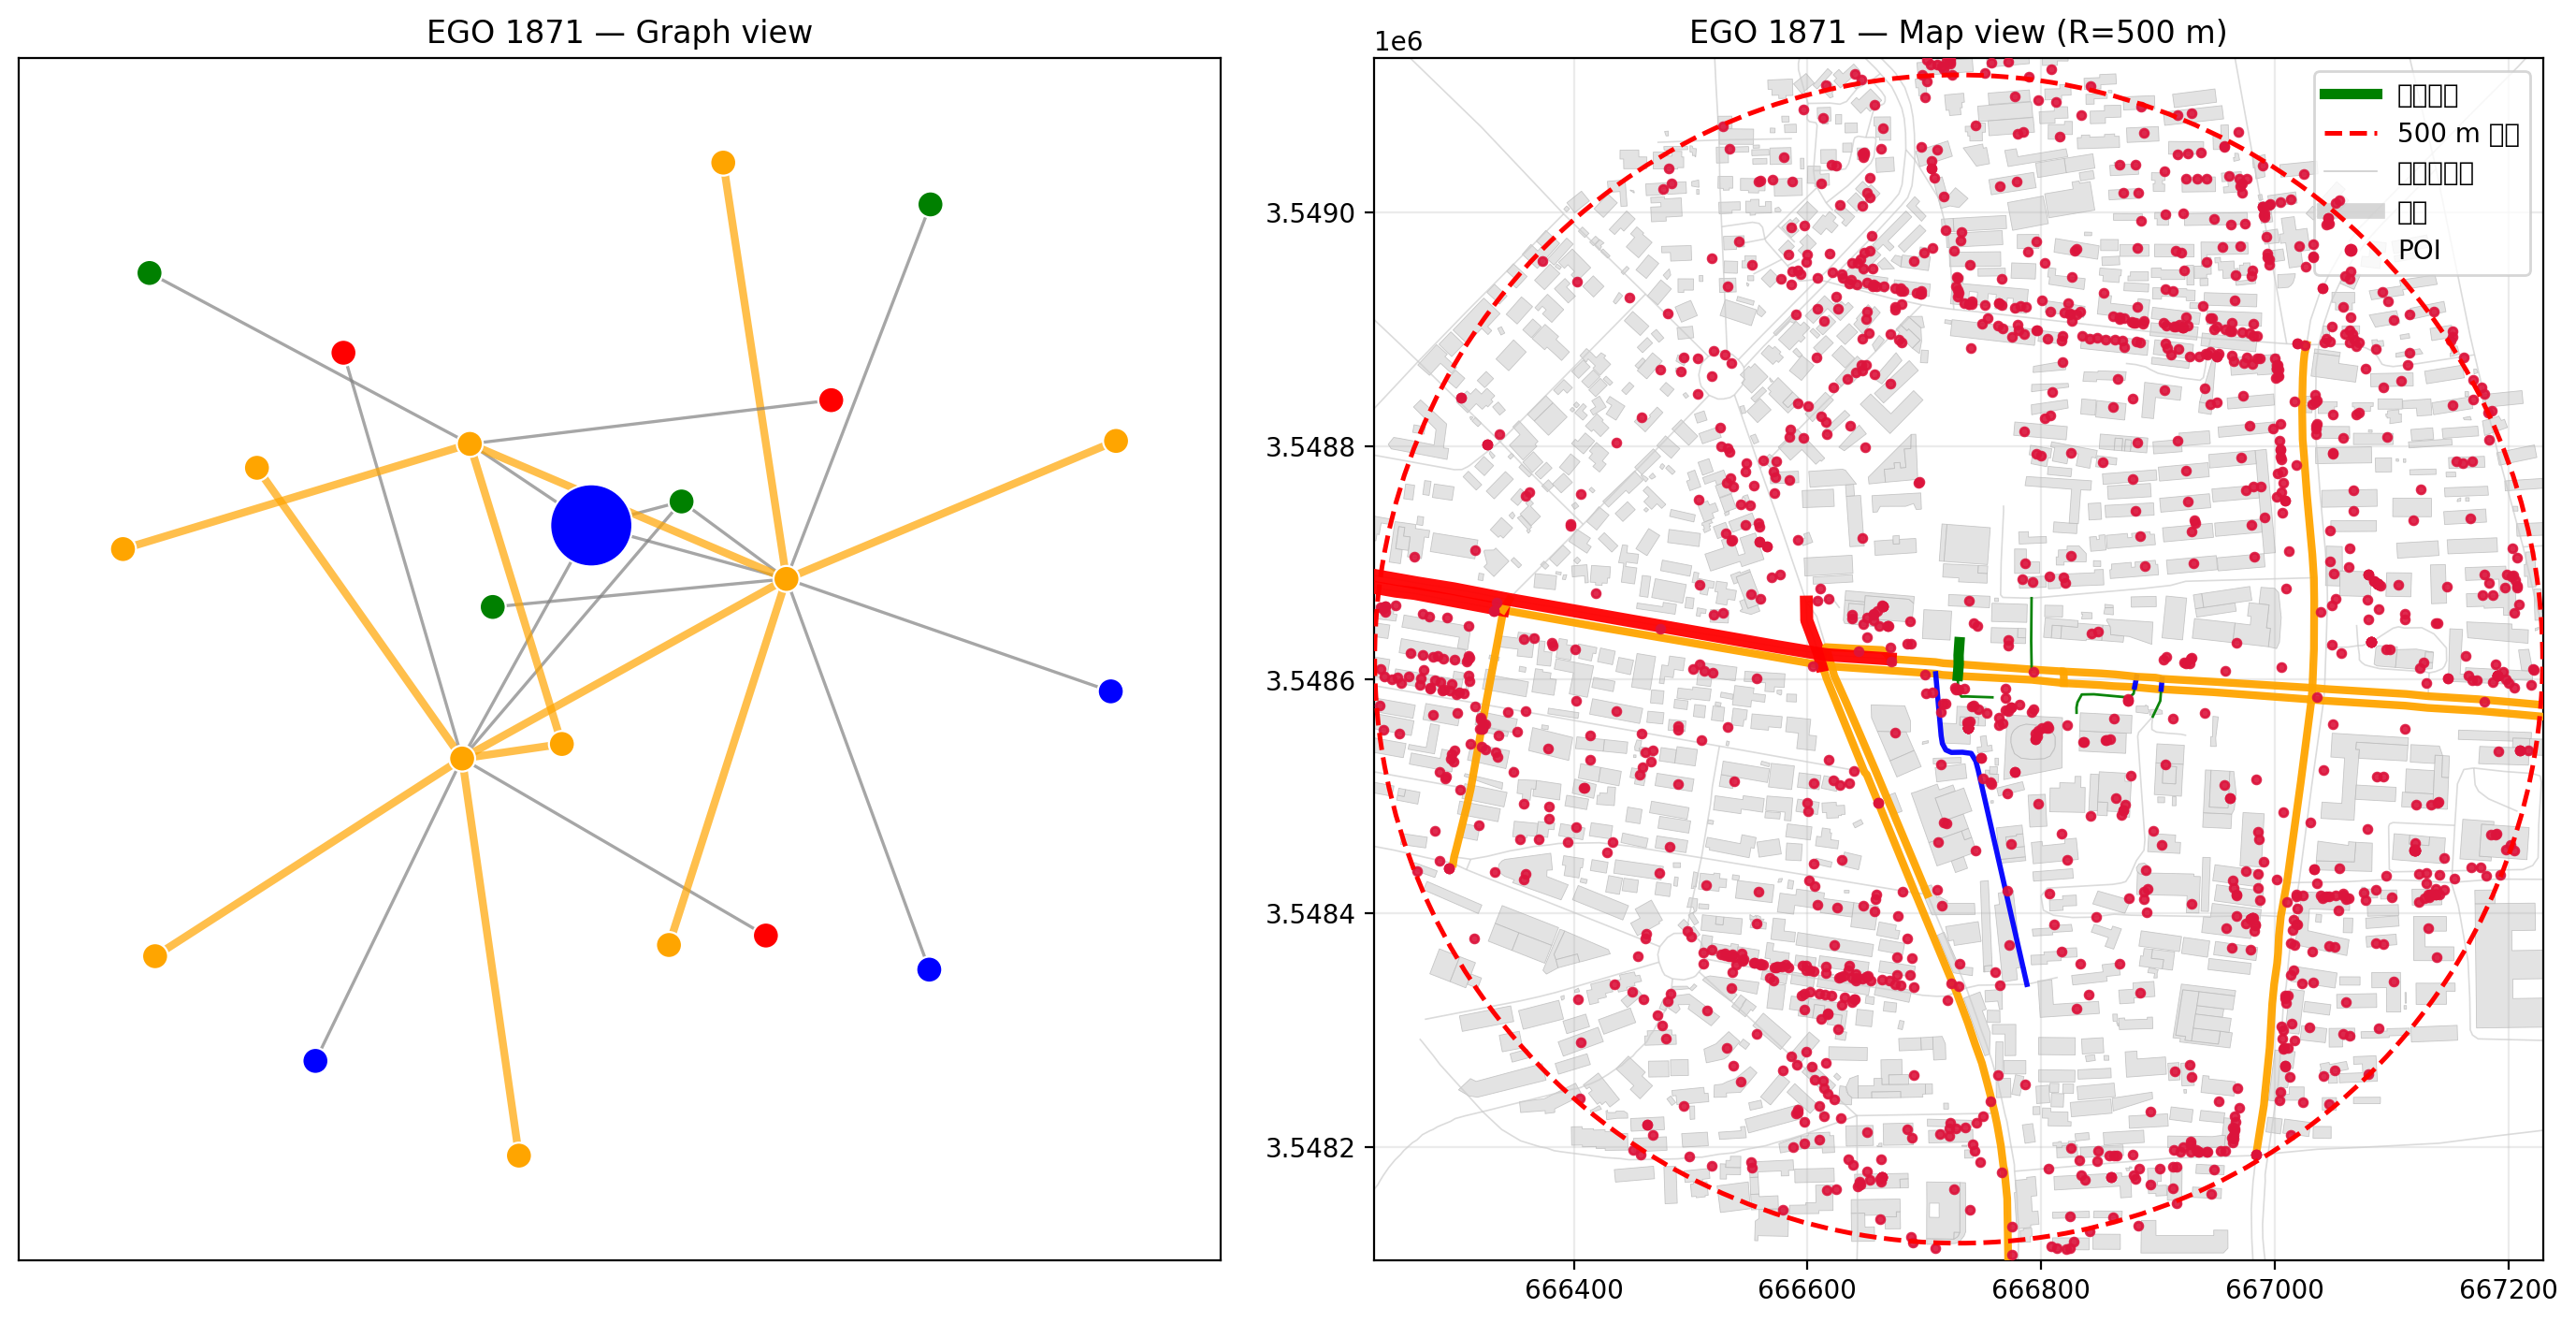 EGO 1871 — Graph view
EGO 1871 — Map view (R=500 m)
1e6
500 m
POI
3.5490
3.5488
3.5486
3.5484
3.5482
666400
666600
666800
667000
667200